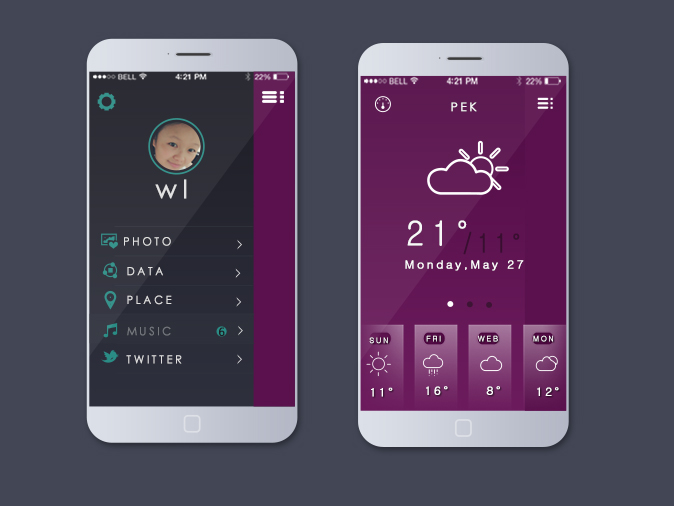 BELL 4:21 PM 22%
wl
PHOTO
DATA
PLACE
MUSIC 6
TWITTER
BELL 4:21 PM 22%
PEK
21°/11°
Monday,May 27
SUN FRI WEB MON
11° 16° 8° 12°